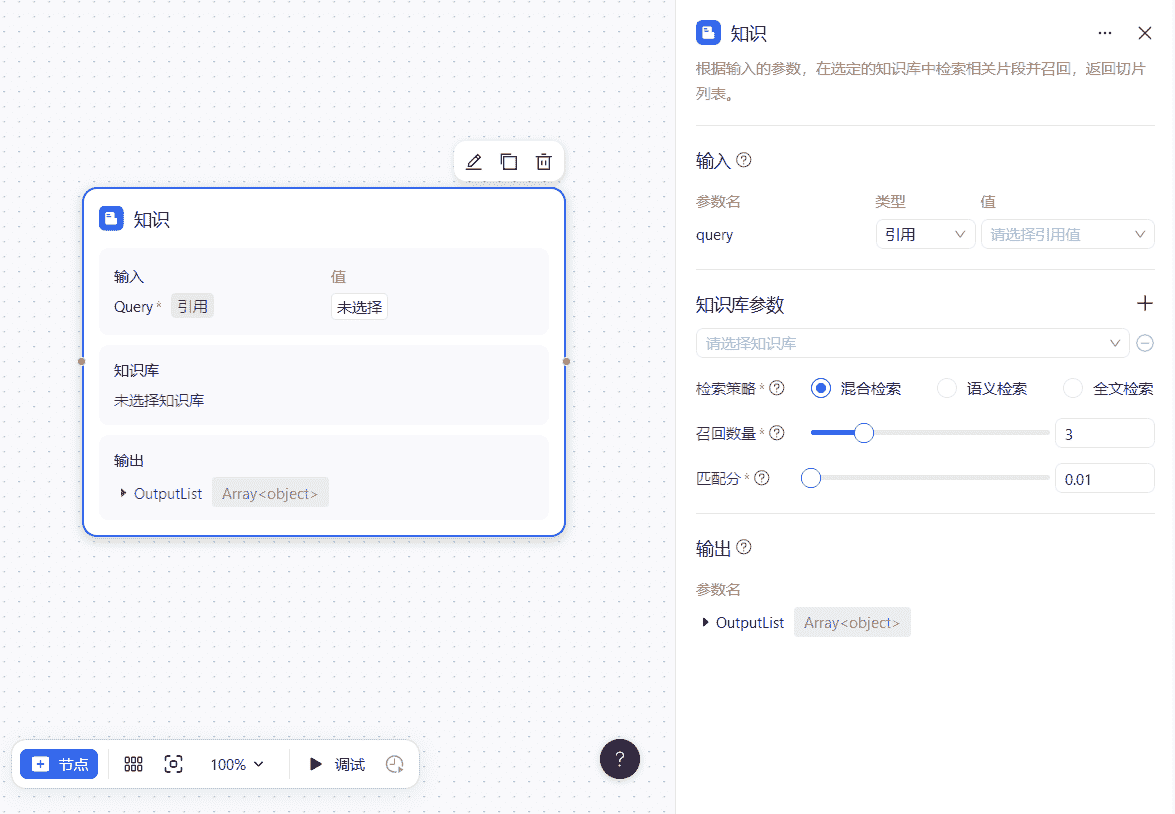 知识
输入
值
Query* 引用
未选择
知识库
未选择知识库
输出
OutputList Array<object>
节点
100%
调试
?
知识
根据输入的参数，在选定的知识库中检索相关片段并召回，返回切片
列表。
输入 ?
参数名 类型 值
query 引用 请选择引用值
知识库参数
请选择知识库
检索策略* ? 混合检索 语义检索 全文检索
召回数量* ? 3
匹配分* ? 0.01
输出 ?
参数名
OutputList Array<object>